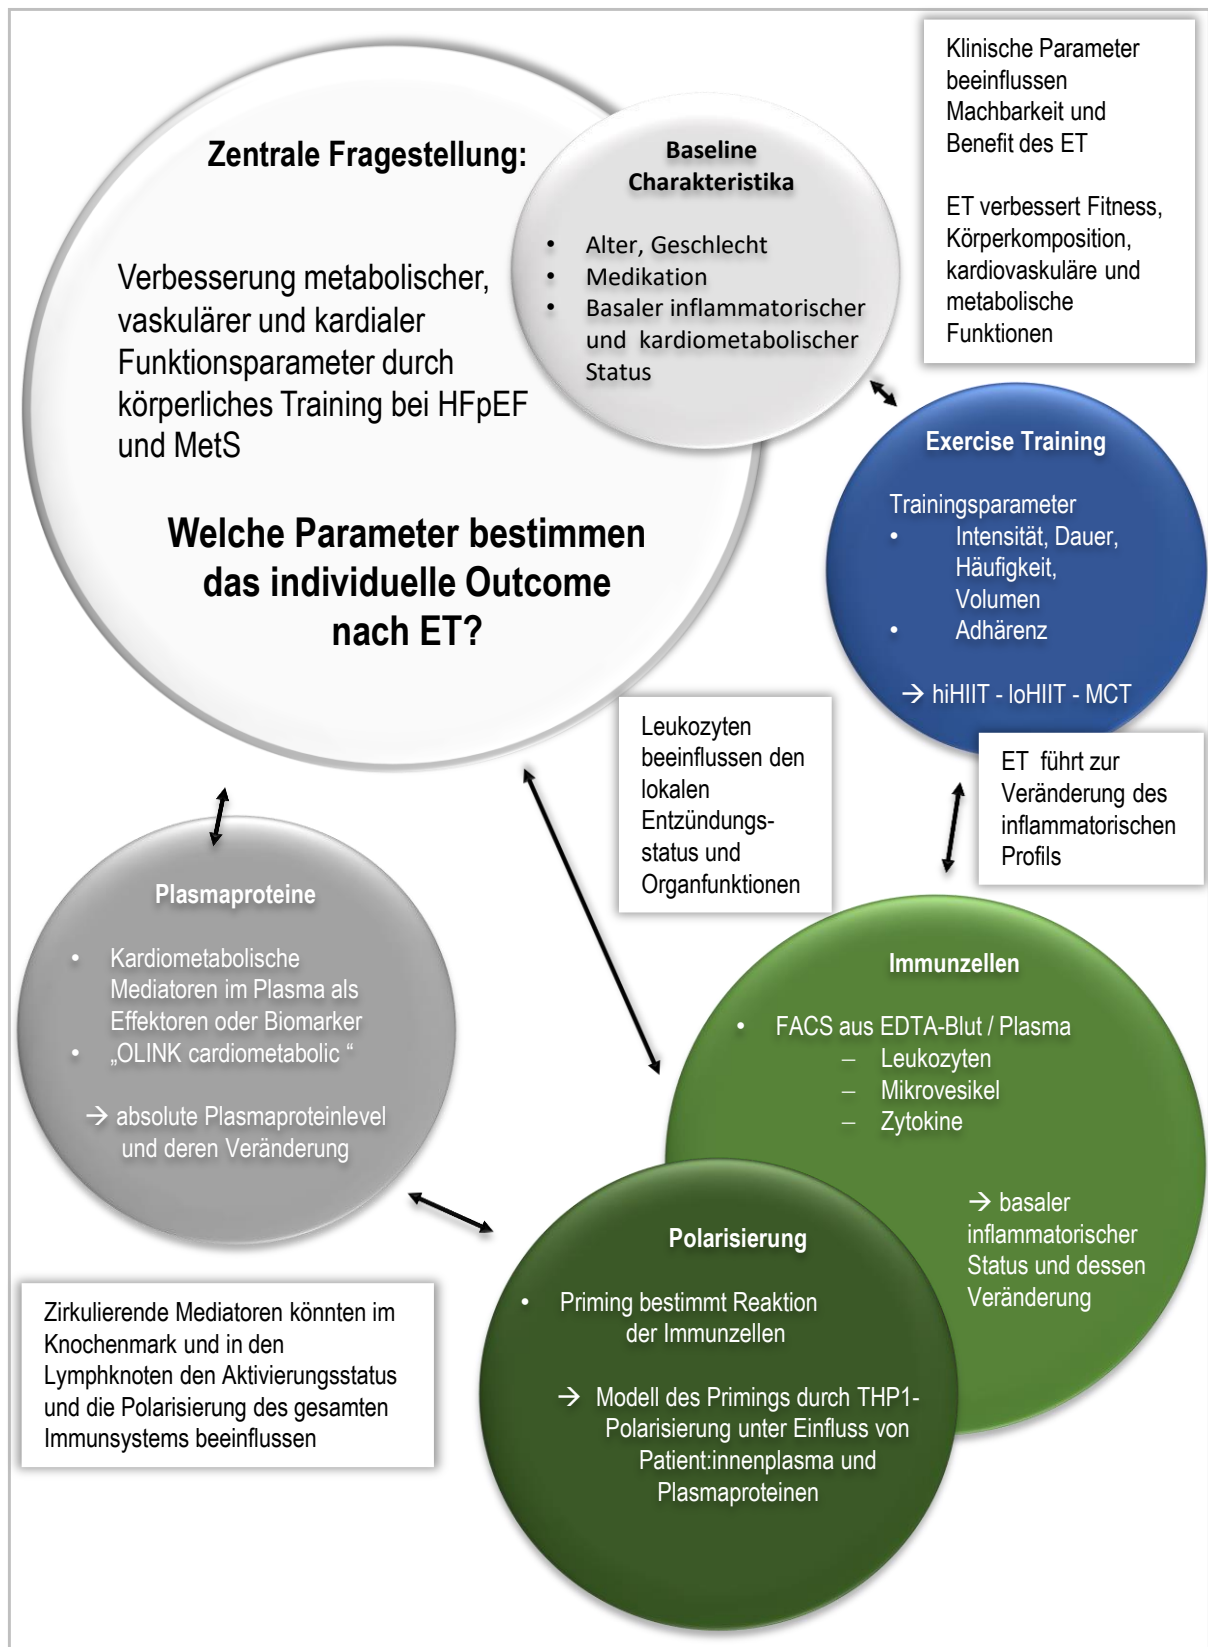 Zentrale Fragestellung:
Verbesserung metabolischer,
vaskulärer und kardialer
Funktionsparameter durch
körperliches Training bei HFpEF
und MetS
Welche Parameter bestimmen
das individuelle Outcome
nach ET?
Baseline
Charakteristika
• Alter, Geschlecht
• Medikation
• Basaler inflammatorischer
und kardiometabolischer
Status
Klinische Parameter
beeinflussen
Machbarkeit und
Benefit des ET
ET verbessert Fitness,
Körperkomposition,
kardiovaskuläre und
metabolische
Funktionen
Exercise Training
Trainingsparameter
• Intensität, Dauer,
Häufigkeit,
Volumen
• Adhärenz
→ hiHIIT - loHIIT - MCT
Leukozyten
beeinflussen den
lokalen
Entzündungs-
status und
Organfunktionen
ET führt zur
Veränderung des
inflammatorischen
Profils
Plasmaproteine
• Kardiometabolische
Mediatoren im Plasma als
Effektoren oder Biomarker
• „OLINK cardiometabolic “
→ absolute Plasmaproteinlevel
und deren Veränderung
Immunzellen
• FACS aus EDTA-Blut / Plasma
– Leukozyten
– Mikrovesikel
– Zytokine
→ basaler
inflammatorischer
Status und dessen
Veränderung
Polarisierung
• Priming bestimmt Reaktion
der Immunzellen
→ Modell des Primings durch THP1-
Polarisierung unter Einfluss von
Patient:innenplasma und
Plasmaproteinen
Zirkulierende Mediatoren könnten im
Knochenmark und in den
Lymphknoten den Aktivierungsstatus
und die Polarisierung des gesamten
Immunsystems beeinflussen